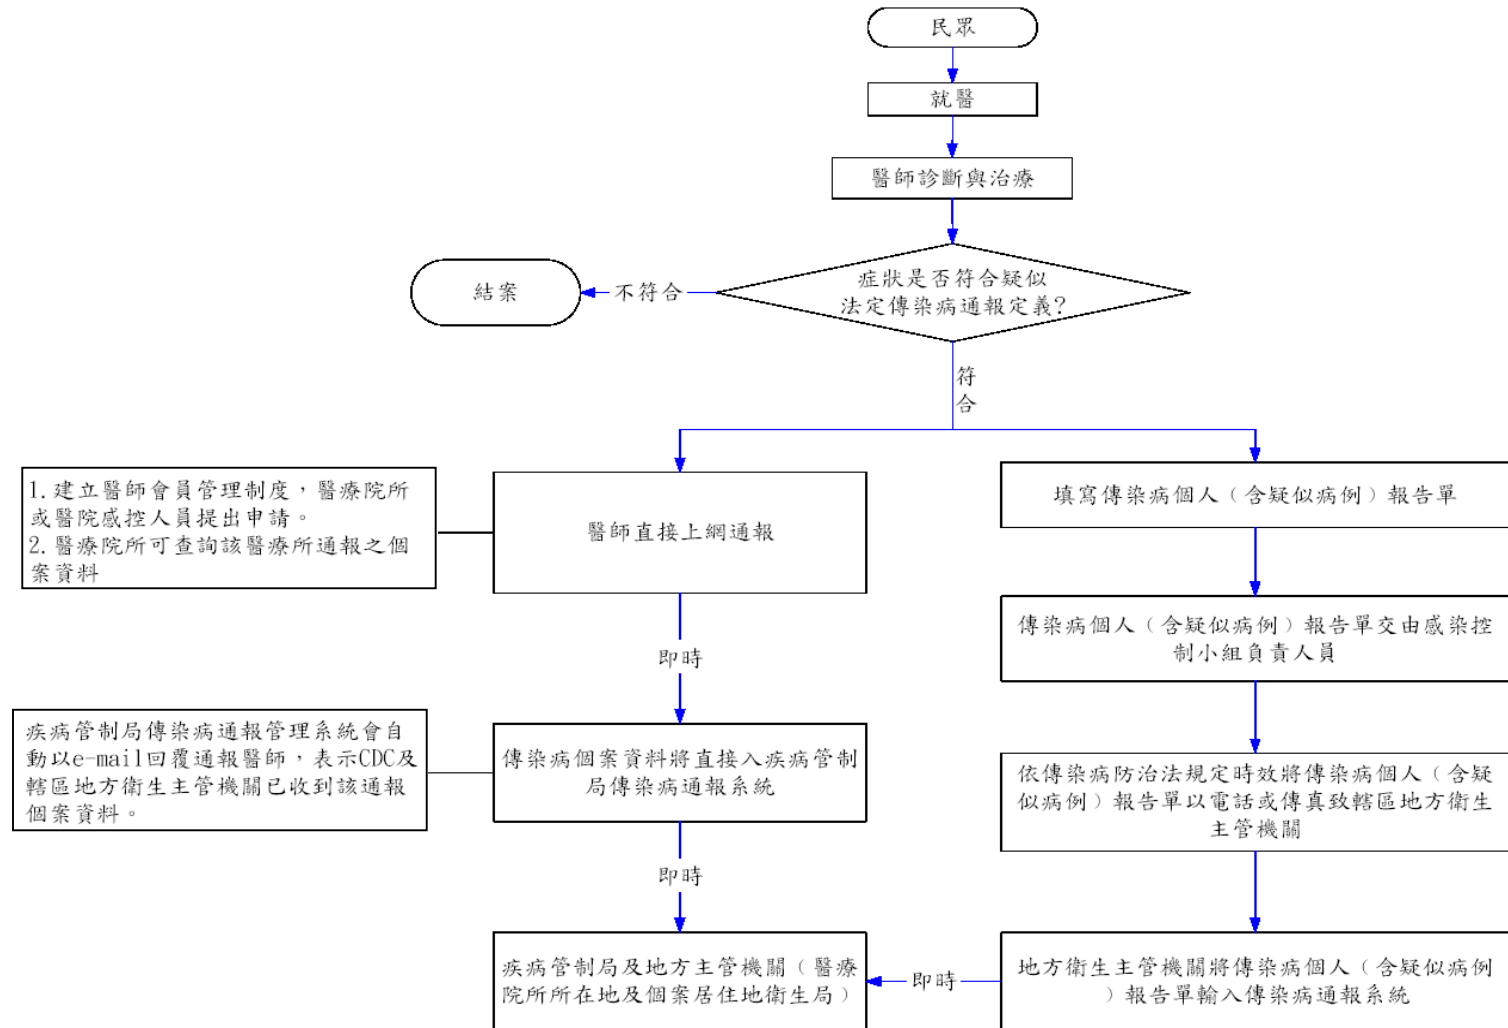 民眾
就醫
醫師診斷與治療
症狀是否符合疑似
法定傳染病通報定義?
不符合
結案
符
合
1.建立醫師會員管理制度，醫療院所
或醫院感控人員提出申請。
2.醫療院所可查詢該醫療所通報之個
案資料
醫師直接上網通報
填寫傳染病個人（含疑似病例）報告單
傳染病個人（含疑似病例）報告單交由感染控
制小組負責人員
即時
疾病管制局傳染病通報管理系統會自
動以e-mail回覆通報醫師，表示CDC及
轄區地方衛生主管機關已收到該通報
個案資料。
傳染病個案資料將直接入疾病管制
局傳染病通報系統
依傳染病防治法規定時效將傳染病個人（含疑
似病例）報告單以電話或傳真致轄區地方衛生
主管機關
即時
疾病管制局及地方主管機關（醫療
院所所在地及個案居住地衛生局）
即時
地方衛生主管機關將傳染病個人（含疑似病例
）報告單輸入傳染病通報系統